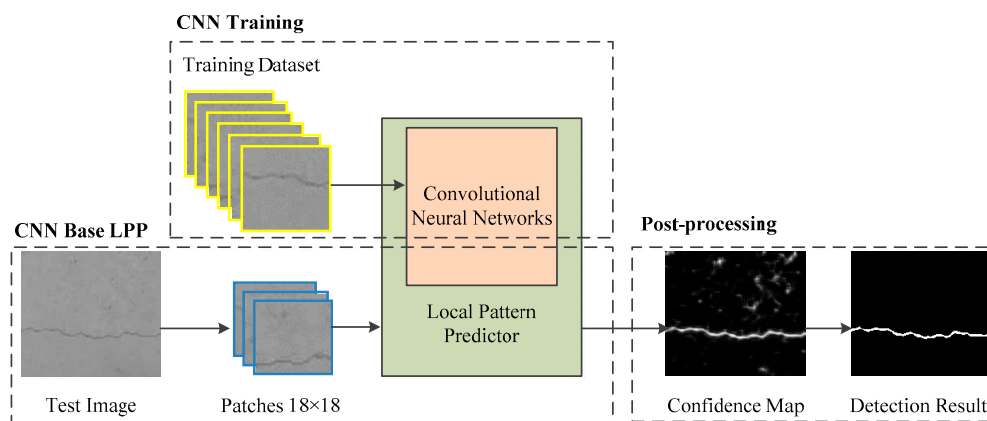 CNN Training
Training Dataset
Convolutional
Neural Networks
CNN Base LPP
Post-processing
Local Pattern
Predictor
Test Image
Patches 18×18
Confidence Map
Detection Result